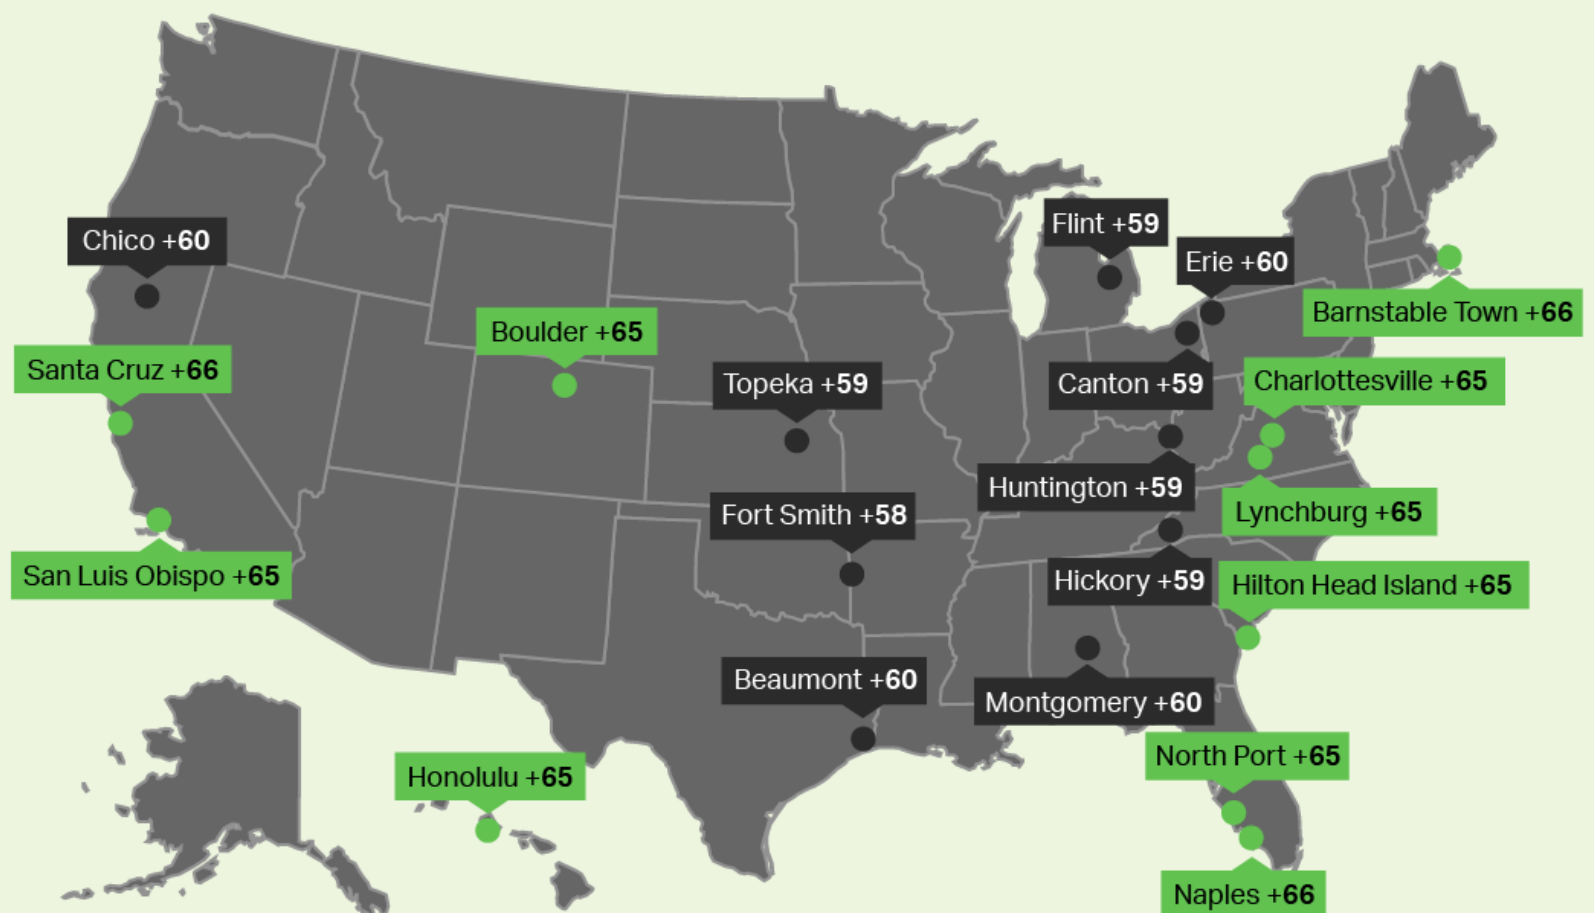 Flint +59
Chico +60
Erie +60
Barnstable Town +66
Boulder +65
Santa Cruz +66
Topeka +59
Canton +59
Charlottesville +65
Huntington +59
Fort Smith +58
Lynchburg +65
San Luis Obispo +65
Hickory +59
Hilton Head Island +65
Beaumont +60
Montgomery +60
North Port +65
Honolulu +65
Naples +66